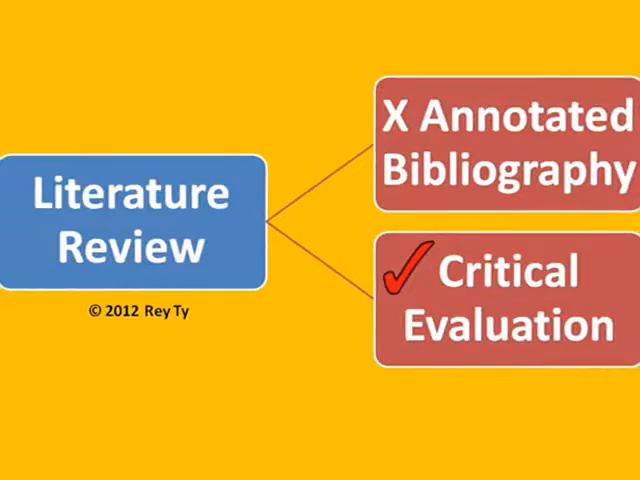 Literature
Review
© 2012 Rey Ty
X Annotated
Bibliography
Critical
Evaluation